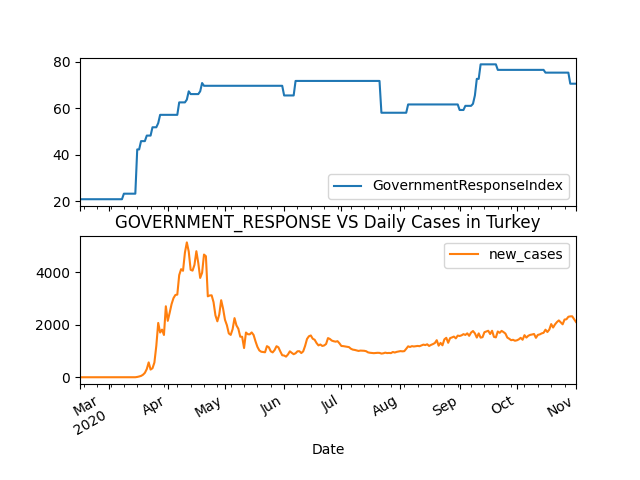 80
60
40
20
GovernmentResponseIndex
GOVERNMENT_RESPONSE VS Daily Cases in Turkey
new_cases
4000
2000
0
Mar
2020
Apr
May
Jun
Jul
Aug
Sep
Oct
Nov
Date